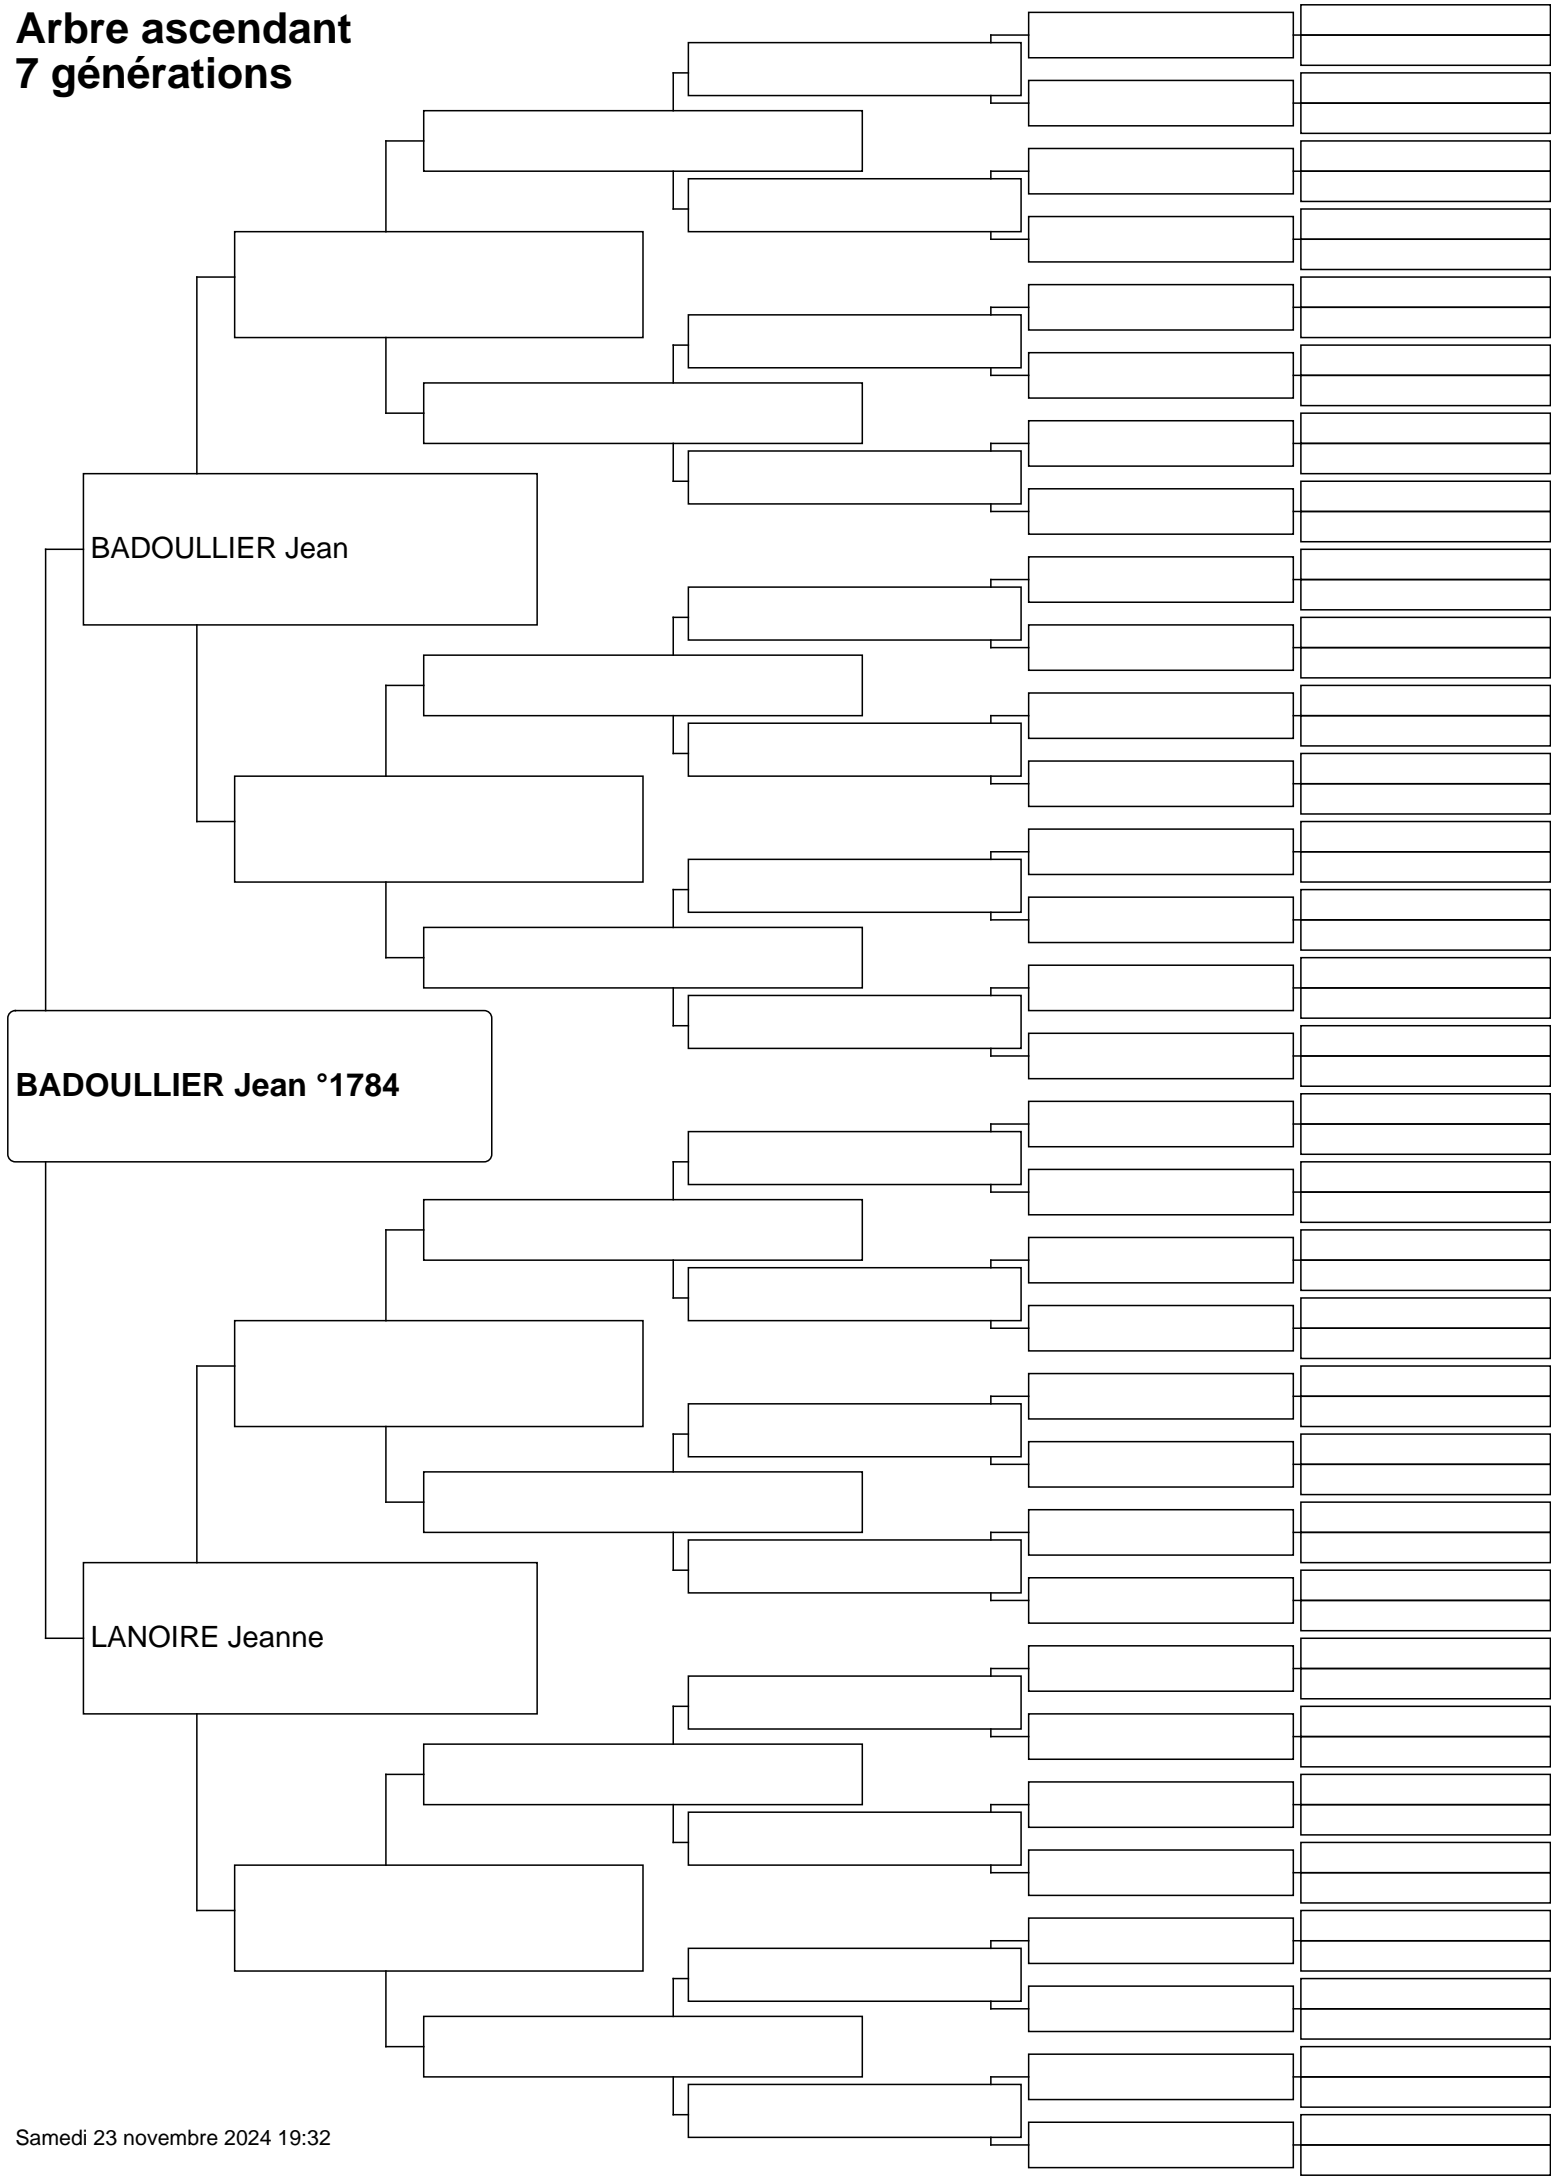 Arbre ascendant
7 générations
BADOULLIER Jean
BADOULLIER Jean °1784
LANOIRE Jeanne
Samedi 23 novembre 2024 19:32